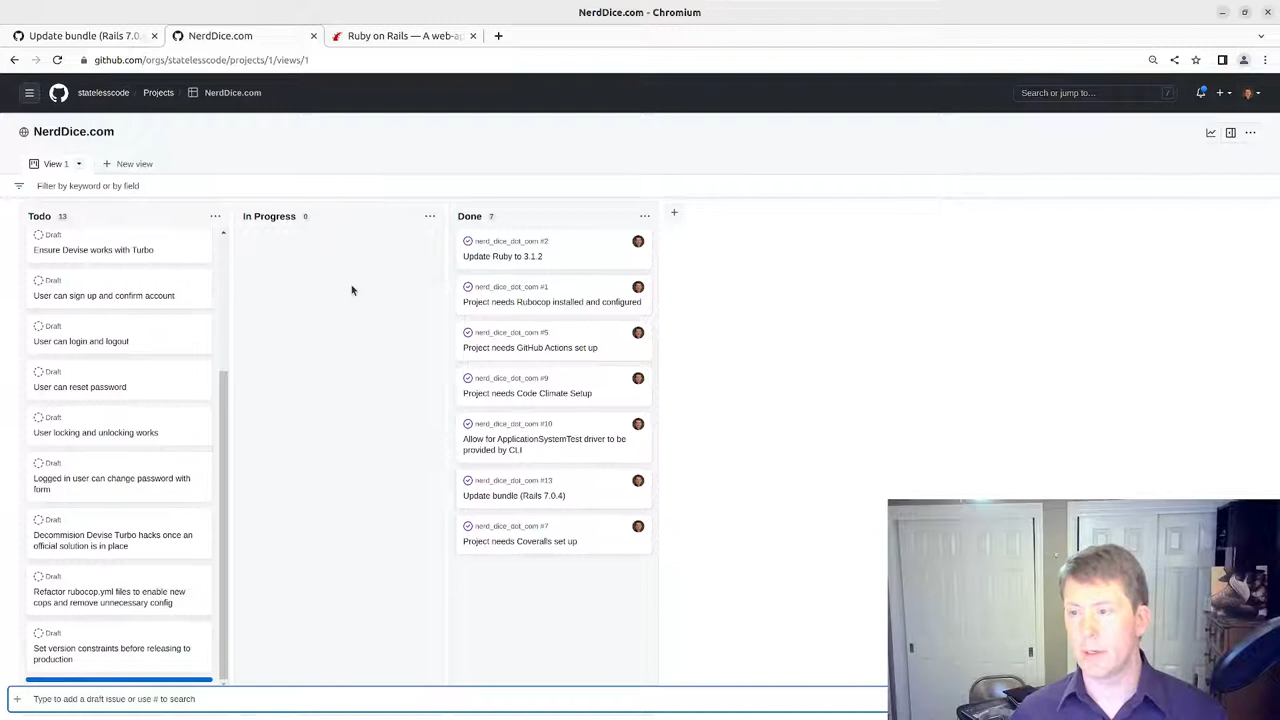 NerdDice.com - Chromium
Update bundle (Rails 7.0.
NerdDice.com
Ruby on Rails — A web-ap
github.com/orgs/statelesscode/projects/1/views/1
statelesscode
Projects
NerdDice.com
Search or jump to...
/
NerdDice.com
View 1
New view
Filter by keyword or by field
Todo 13
Draft
Ensure Devise works with Turbo
Draft
User can sign up and confirm account
Draft
User can login and logout
Draft
User can reset password
Draft
User locking and unlocking works
Draft
Logged in user can change password with
form
Draft
Decommision Devise Turbo hacks once an
official solution is in place
Draft
Refactor rubocop.yml files to enable new
cops and remove unnecessary config
Draft
Set version constraints before releasing to
production
In Progress 0
Done 7
nerd_dice_dot_com #2
Update Ruby to 3.1.2
nerd_dice_dot_com #1
Project needs Rubocop installed and configured
nerd_dice_dot_com #5
Project needs GitHub Actions set up
nerd_dice_dot_com #9
Project needs Code Climate Setup
nerd_dice_dot_com #10
Allow for ApplicationSystemTest driver to be
provided by CLI
nerd_dice_dot_com #13
Update bundle (Rails 7.0.4)
nerd_dice_dot_com #7
Project needs Coveralls set up
Type to add a draft issue or use # to search